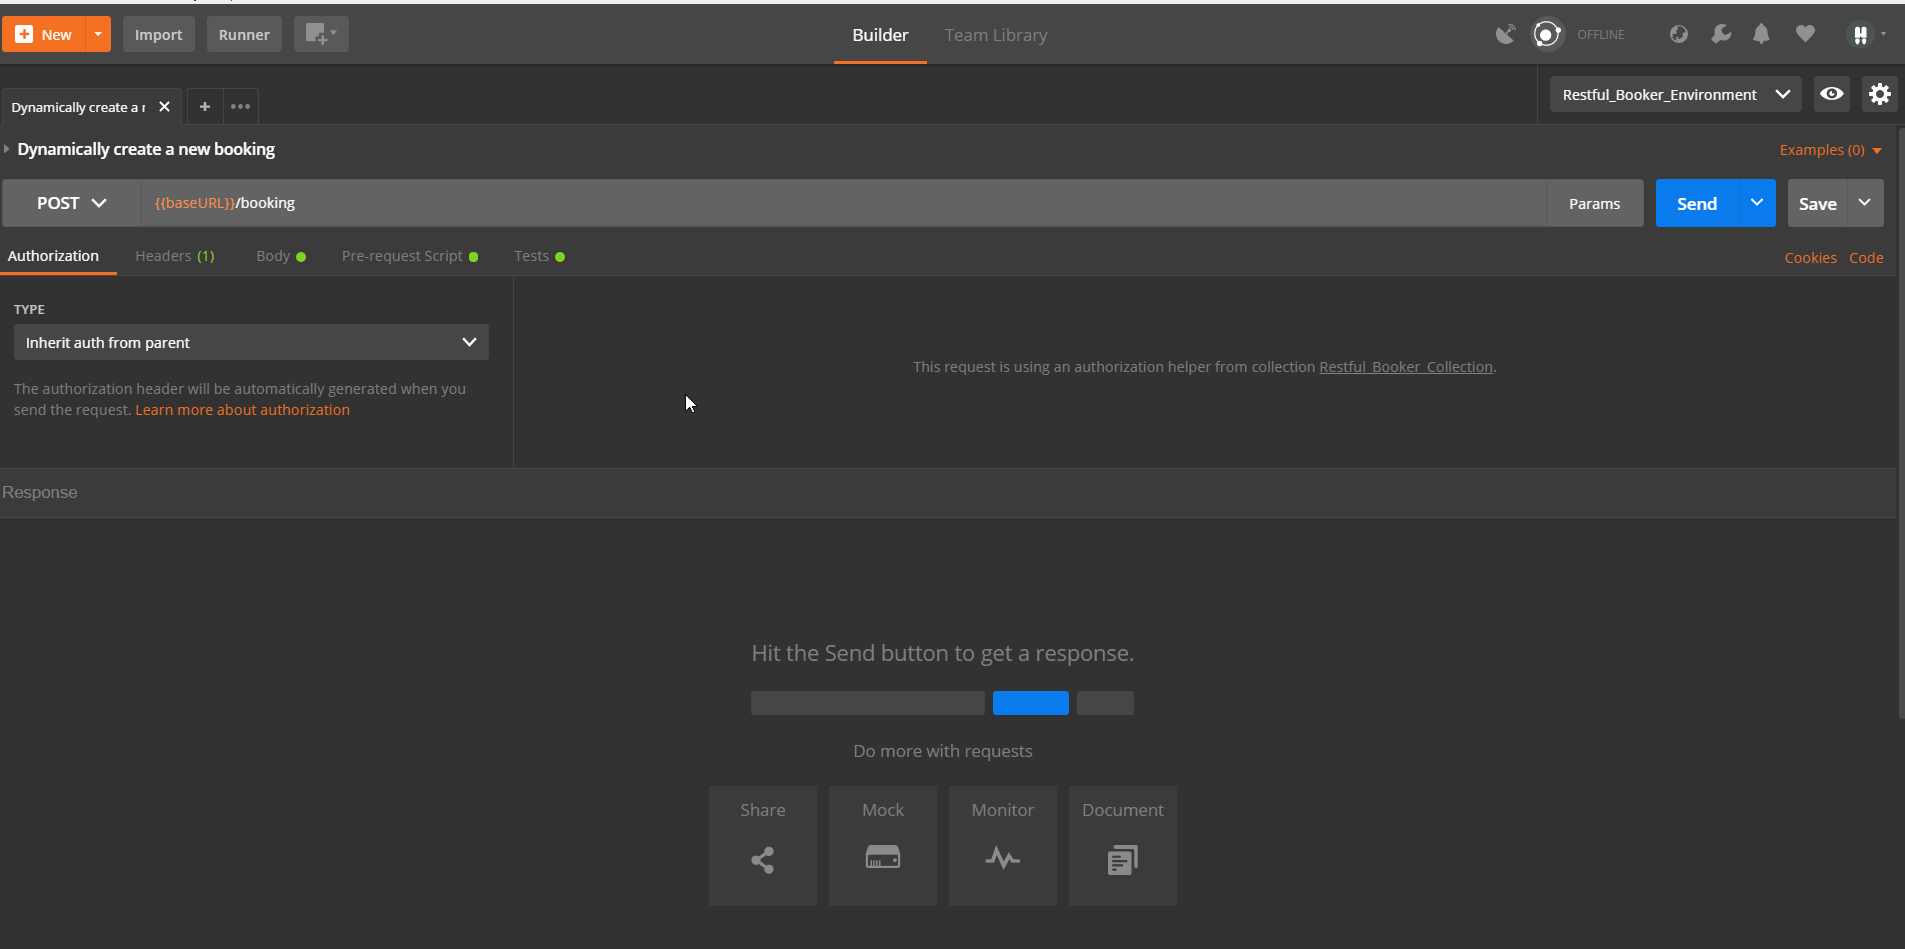 New
Import
Runner
Builder
Team Library
OFFLINE
Dynamically create a
Restful_Booker_Environment
Dynamically create a new booking
Examples (0)
POST
{{baseURL}}/booking
Params
Send
Save
Authorization
Headers (1)
Body
Pre-request Script
Tests
Cookies
Code
TYPE
Inherit auth from parent
The authorization header will be automatically generated when you
send the request. Learn more about authorization
This request is using an authorization helper from collection Restful_Booker_Collection.
Response
Hit the Send button to get a response.
Do more with requests
Share
Mock
Monitor
Document